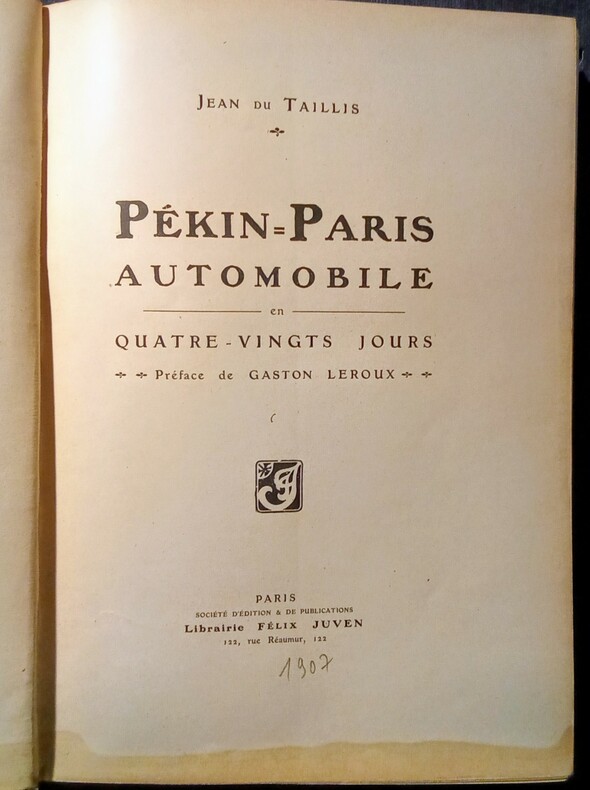 JEAN DU TAILLIS
PÉKIN=PARIS
AUTOMOBILE
en
QUATRE-VINGTS JOURS
Préface de GASTON LEROUX
PARIS
SOCIÉTÉ D'ÉDITION & DE PUBLICATIONS
Librairie FÉLIX JUVEN
122, rue Réaumur, 122
1907